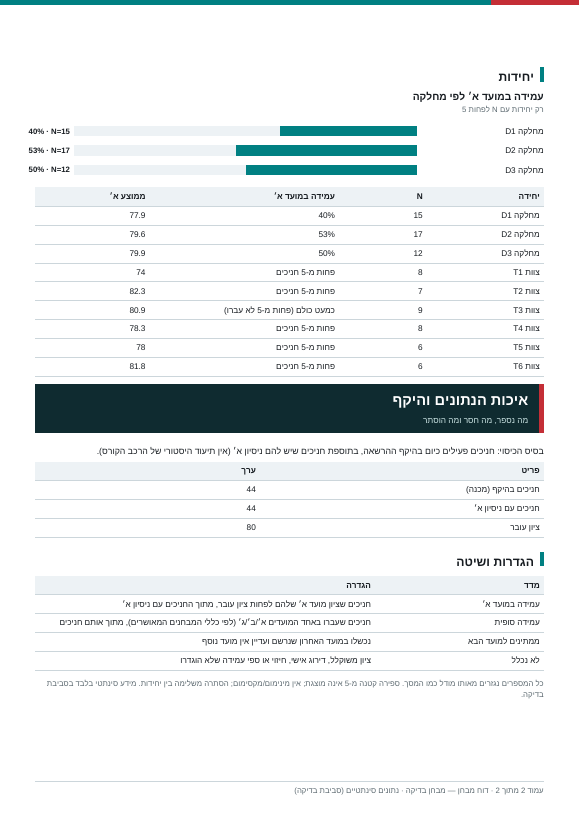 יחידות
עמידה במועד א׳ לפי מחלקה
רק יחידות עם N לפחות 5
מחלקה D1 40% · N=15
מחלקה D2 53% · N=17
מחלקה D3 50% · N=12
יחידה N עמידה במועד א׳ ממוצע א׳
מחלקה D1 15 40% 77.9
מחלקה D2 17 53% 79.6
מחלקה D3 12 50% 79.9
צוות T1 8 פחות מ-5 חניכים 74
צוות T2 7 פחות מ-5 חניכים 82.3
צוות T3 9 כמעט כולם (פחות מ-5 לא עברו) 80.9
צוות T4 8 פחות מ-5 חניכים 78.3
צוות T5 6 פחות מ-5 חניכים 78
צוות T6 6 פחות מ-5 חניכים 81.8
איכות הנתונים והיקף
מה נספר, מה חסר ומה הוסתר
בסיס הכיסוי: חניכים פעילים כיום בהיקף ההרשאה, בתוספת חניכים שיש להם ניסיון א׳ (אין תיעוד היסטורי של הרכב הקורס).
פריט ערך
חניכים בהיקף (מכנה) 44
חניכים עם ניסיון א׳ 44
ציון עובר 80
הגדרות ושיטה
מדד הגדרה
עמידה במועד א׳ חניכים שציון מועד א׳ שלהם לפחות ציון עובר, מתוך החניכים עם ניסיון א׳
עמידה סופית חניכים שעברו באחד המועדים א׳/ב׳/ג׳ (לפי כללי המבחנים המאושרים), מתוך אותם חניכים
ממתינים למועד הבא נכשלו במועד האחרון שנרשם ועדיין אין מועד נוסף
לא נכלל ציון משוקלל, דירוג אישי, חיזוי או ספי עמידה שלא הוגדרו
כל המספרים נגזרים מאותו מודל כמו המסך. ספירה קטנה מ-5 אינה מוצגת; אין מינימום/מקסימום; הסתרה משלימה בין יחידות. מידע סינתטי בלבד בסביבת
בדיקה.
עמוד 2 מתוך 2 · דוח מבחן — מבחן בדיקה · נתונים סינתטיים (סביבת בדיקה)